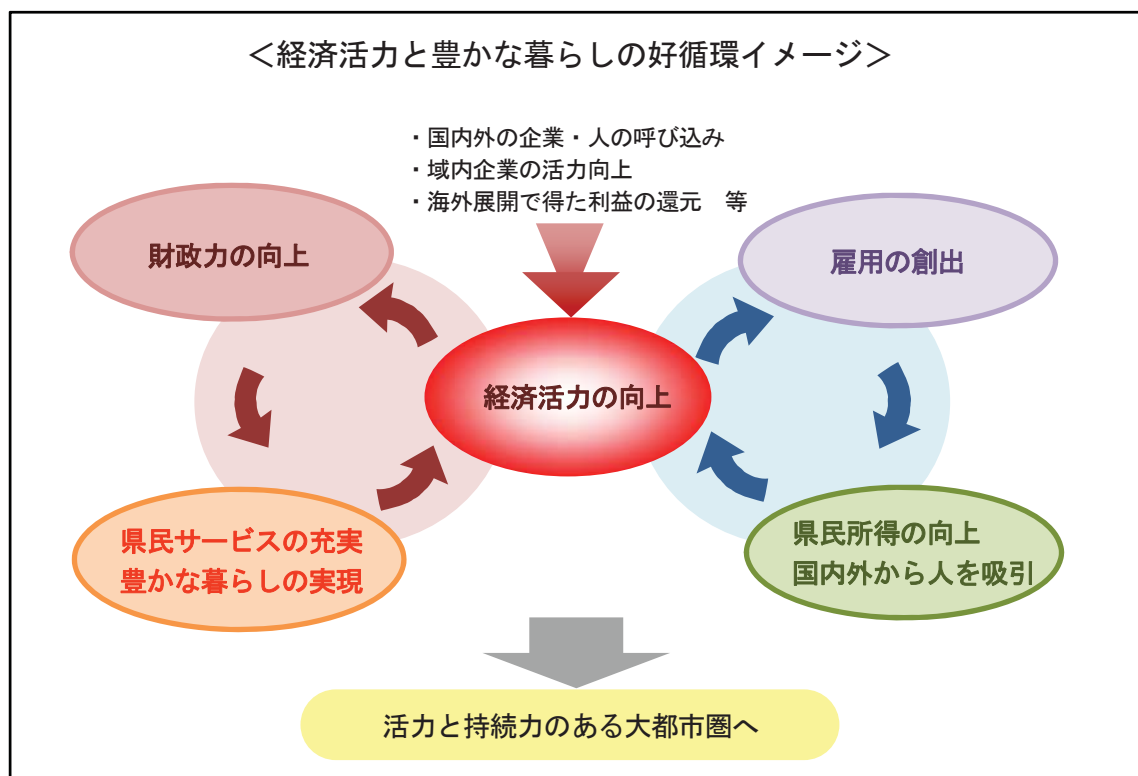 ＜経済活力と豊かな暮らしの好循環イメージ＞
・国内外の企業・人の呼び込み
・域内企業の活力向上
・海外展開で得た利益の還元　等
財政力の向上
雇用の創出
経済活力の向上
県民サービスの充実
豊かな暮らしの実現
県民所得の向上
国内外から人を吸引
活力と持続力のある大都市圏へ